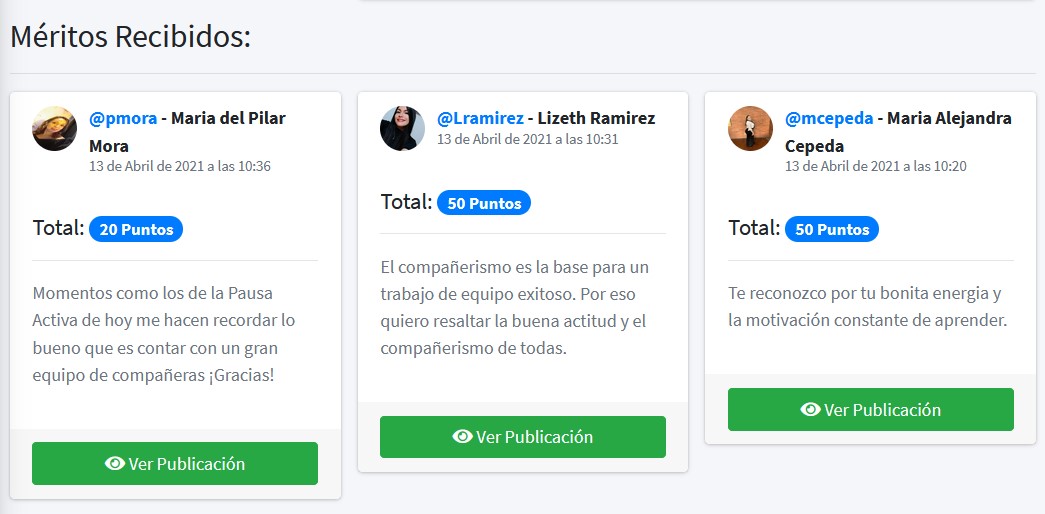 Méritos Recibidos:
@pmora - Maria del Pilar
Mora
13 de Abril de 2021 a las 10:36
Total: 20 Puntos
Momentos como los de la Pausa
Activa de hoy me hacen recordar lo
bueno que es contar con un gran
equipo de compañeras ¡Gracias!
Ver Publicación
@Lramirez - Lizeth Ramirez
13 de Abril de 2021 a las 10:31
Total: 50 Puntos
El compañerismo es la base para un
trabajo de equipo exitoso. Por eso
quiero resaltar la buena actitud y el
compañerismo de todas.
Ver Publicación
@mcepeda - Maria Alejandra
Cepeda
13 de Abril de 2021 a las 10:20
Total: 50 Puntos
Te reconozco por tu bonita energia y
la motivación constante de aprender.
Ver Publicación